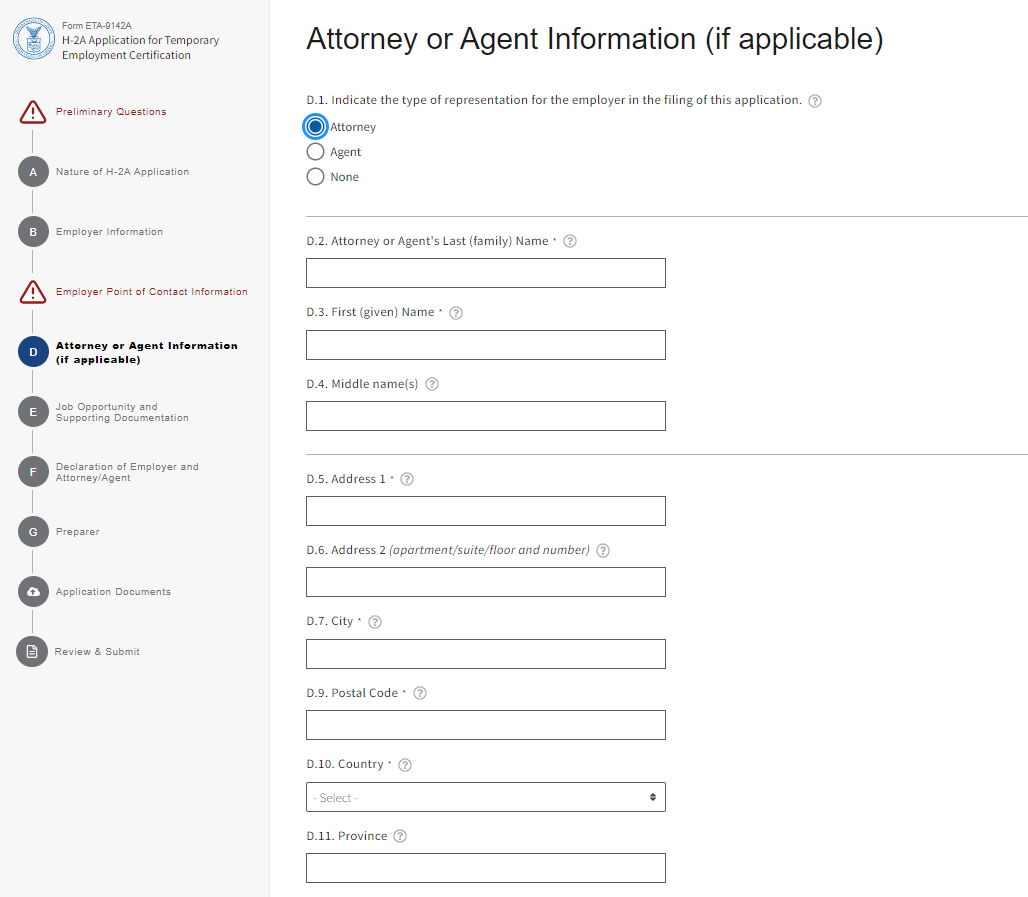 Form ETA-9142A
H-2A Application for Temporary
Employment Certification
Preliminary Questions
A
Nature of H-2A Application
B
Employer Information
Employer Point of Contact Information
D
Attorney or Agent Information
(if applicable)
E
Job Opportunity and
Supporting Documentation
F
Declaration of Employer and
Attorney/Agent
G
Preparer
Application Documents
Review & Submit
Attorney or Agent Information (if applicable)
D.1. Indicate the type of representation for the employer in the filing of this application. ?
Attorney
Agent
None
D.2. Attorney or Agent's Last (family) Name * ?
D.3. First (given) Name * ?
D.4. Middle name(s) ?
D.5. Address 1 * ?
D.6. Address 2 (apartment/suite/floor and number) ?
D.7. City * ?
D.9. Postal Code * ?
D.10. Country * ?
- Select -
D.11. Province ?